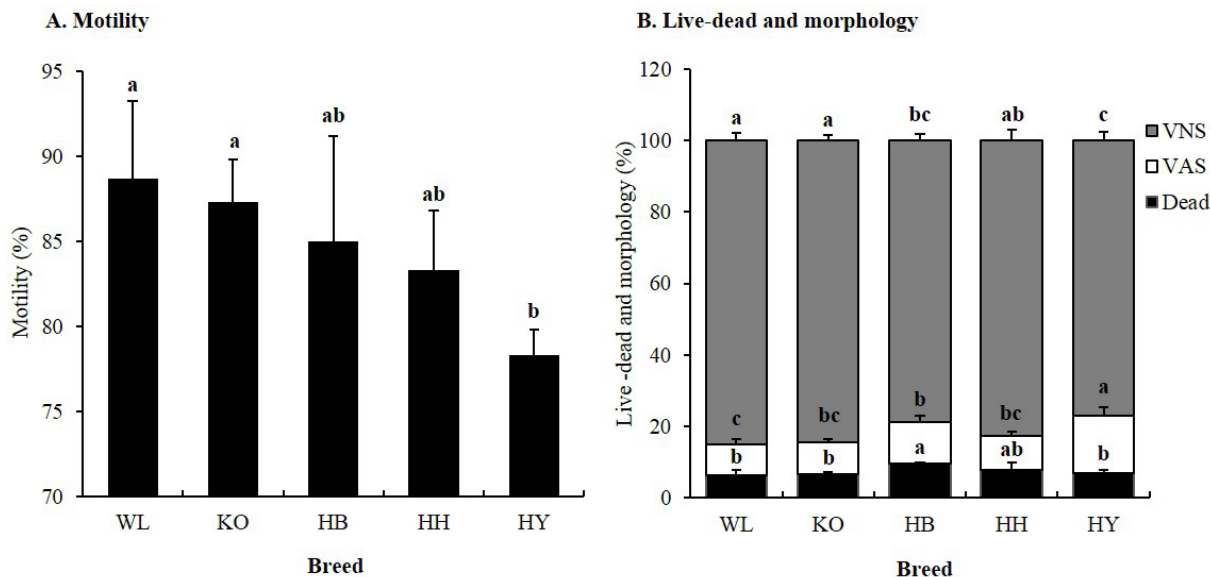 A. Motility
95
90
85
80
75
70
Motility (%)
a
a
ab
ab
b
WL KO HB HH HY
Breed
B. Live-dead and morphology
120
100
80
60
40
20
0
Live -dead and morphology (%)
a a bc ab c
c bc b bc a
b b a ab b
WL KO HB HH HY
Breed
VNS
VAS
Dead